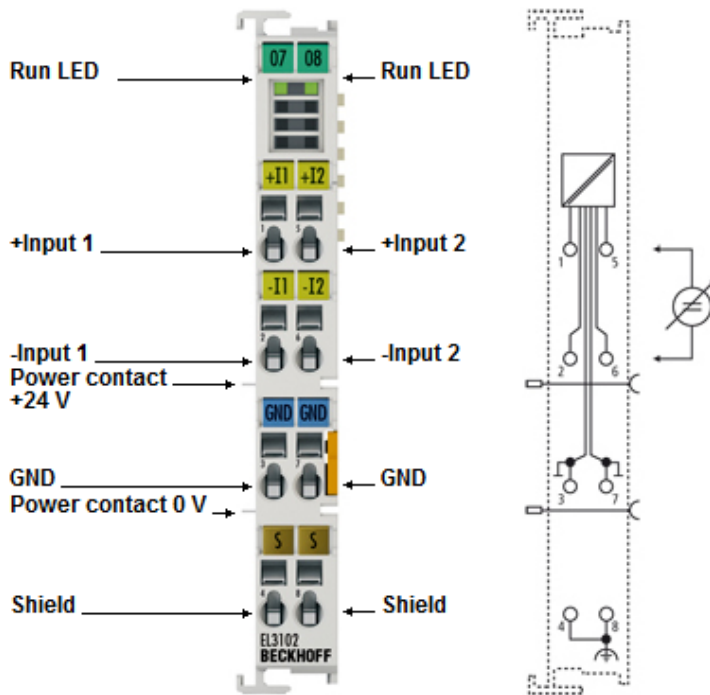 07 08
Run LED
Run LED
+I1 +I2
1 5
+Input 1
+Input 2
-I1 -I2
2 6
-Input 1
-Input 2
Power contact
+24 V
GND GND
3 7
GND
GND
Power contact 0 V
S S
4 8
Shield
Shield
EL3102
BECKHOFF
1 5
2 6
3 7
4 8